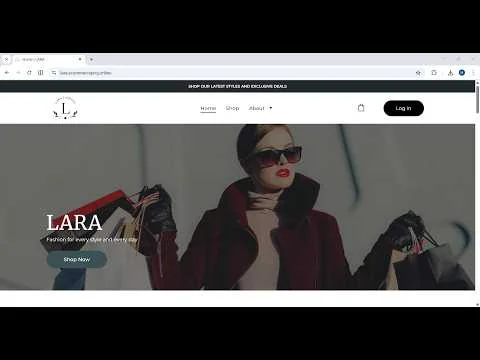 SHOP OUR LATEST STYLES AND EXCLUSIVE DEALS
L
Home Shop About Log In
LARA
Fashion for every style and every day
Shop Now